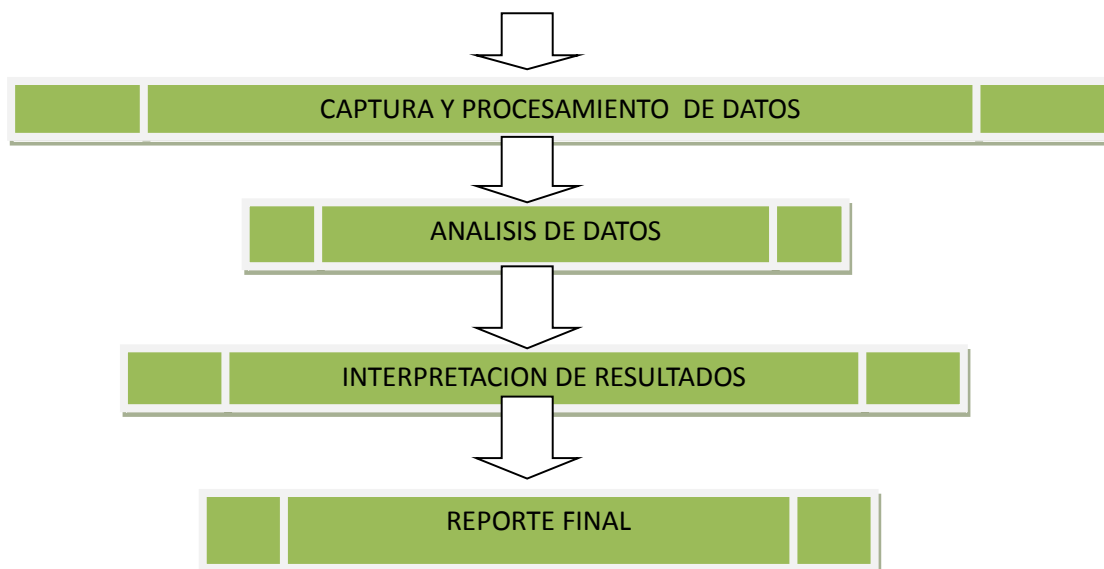 CAPTURA Y PROCESAMIENTO DE DATOS
ANALISIS DE DATOS
INTERPRETACION DE RESULTADOS
REPORTE FINAL